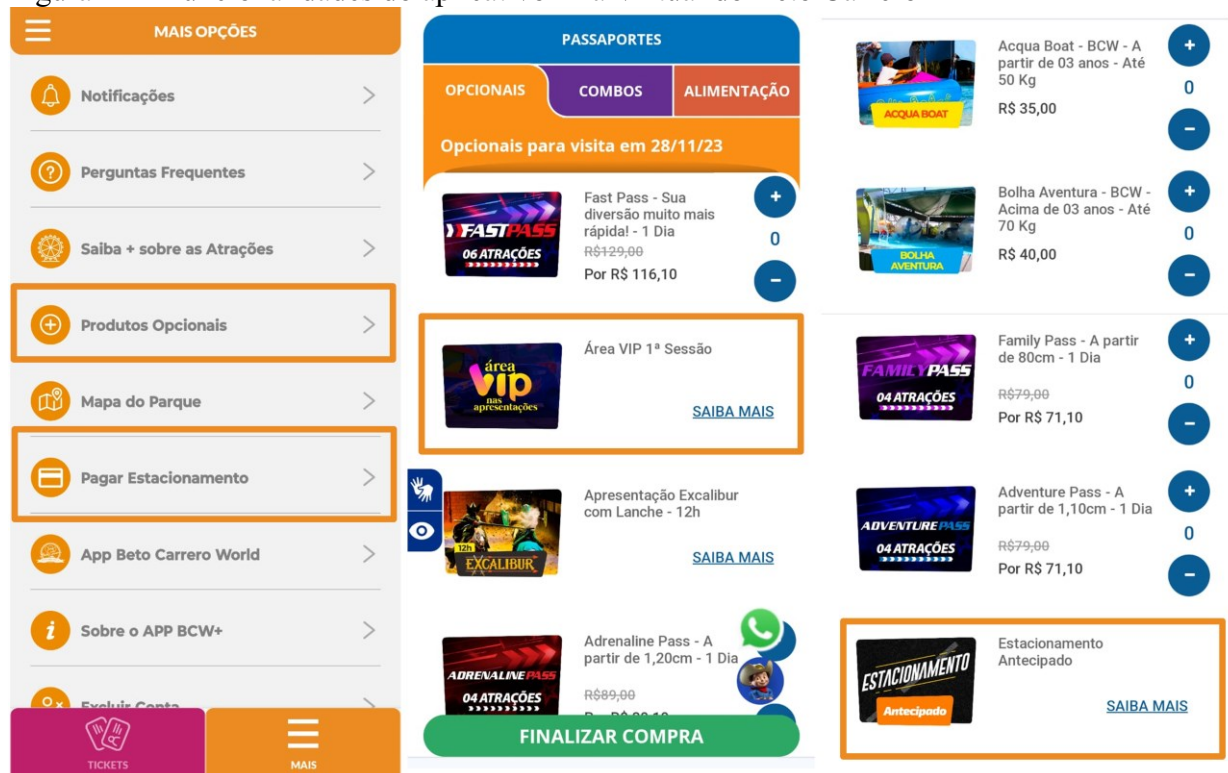 MAIS OPÇÕES
Notificações
Perguntas Frequentes
Saiba + sobre as Atrações
Produtos Opcionais
Mapa do Parque
Pagar Estacionamento
App Beto Carrero World
Sobre o APP BCW+
Excluir Conta
TICKETS
MAIS
PASSAPORTES
OPCIONAIS
COMBOS
ALIMENTAÇÃO
Opcionais para visita em 28/11/23
FASTPASS
06 ATRAÇÕES
Fast Pass - Sua
diversão muito mais
rápida! - 1 Dia
R$129,00
Por R$ 116,10
+
0
-
área
vip
nas
apresentações
Área VIP 1ª Sessão
SAIBA MAIS
12h
EXCALIBUR
Apresentação Excalibur
com Lanche - 12h
SAIBA MAIS
ADRENALINE PASS
04 ATRAÇÕES
Adrenaline Pass - A
partir de 1,20cm - 1 Dia
R$89,00
FINALIZAR COMPRA
ACQUA BOAT
Acqua Boat - BCW - A
partir de 03 anos - Até
50 Kg
R$ 35,00
+
0
-
BOLHA
AVENTURA
Bolha Aventura - BCW -
Acima de 03 anos - Até
70 Kg
R$ 40,00
+
0
-
FAMILY PASS
04 ATRAÇÕES
Family Pass - A partir
de 80cm - 1 Dia
R$79,00
Por R$ 71,10
+
0
-
ADVENTURE PASS
04 ATRAÇÕES
Adventure Pass - A
partir de 1,10cm - 1 Dia
R$79,00
Por R$ 71,10
+
0
-
ESTACIONAMENTO
Antecipado
Estacionamento
Antecipado
SAIBA MAIS